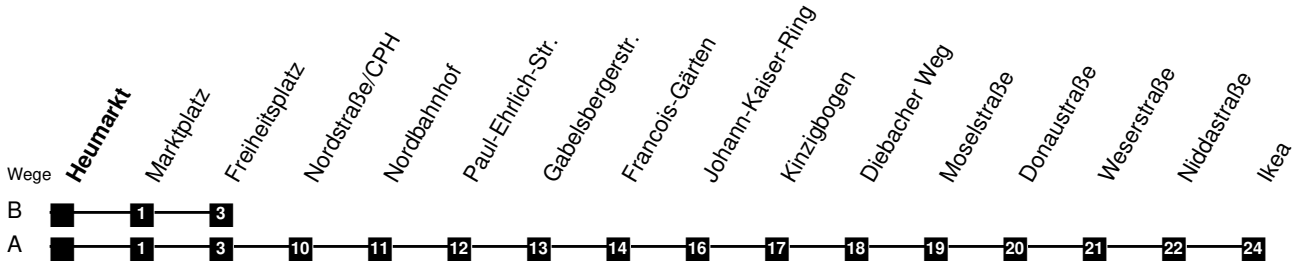 Heumarkt
Marktplatz
Freiheitsplatz
Nordstraße/CPH
Nordbahnhof
Paul-Ehrlich-Str.
Gabelsbergerstr.
Francois-Gärten
Johann-Kaiser-Ring
Kinzigbogen
Diebacher Weg
Moselstraße
Donaustraße
Weserstraße
Niddastraße
Ikea
Wege
B 1 3
A 1 3 10 11 12 13 14 16 17 18 19 20 21 22 24